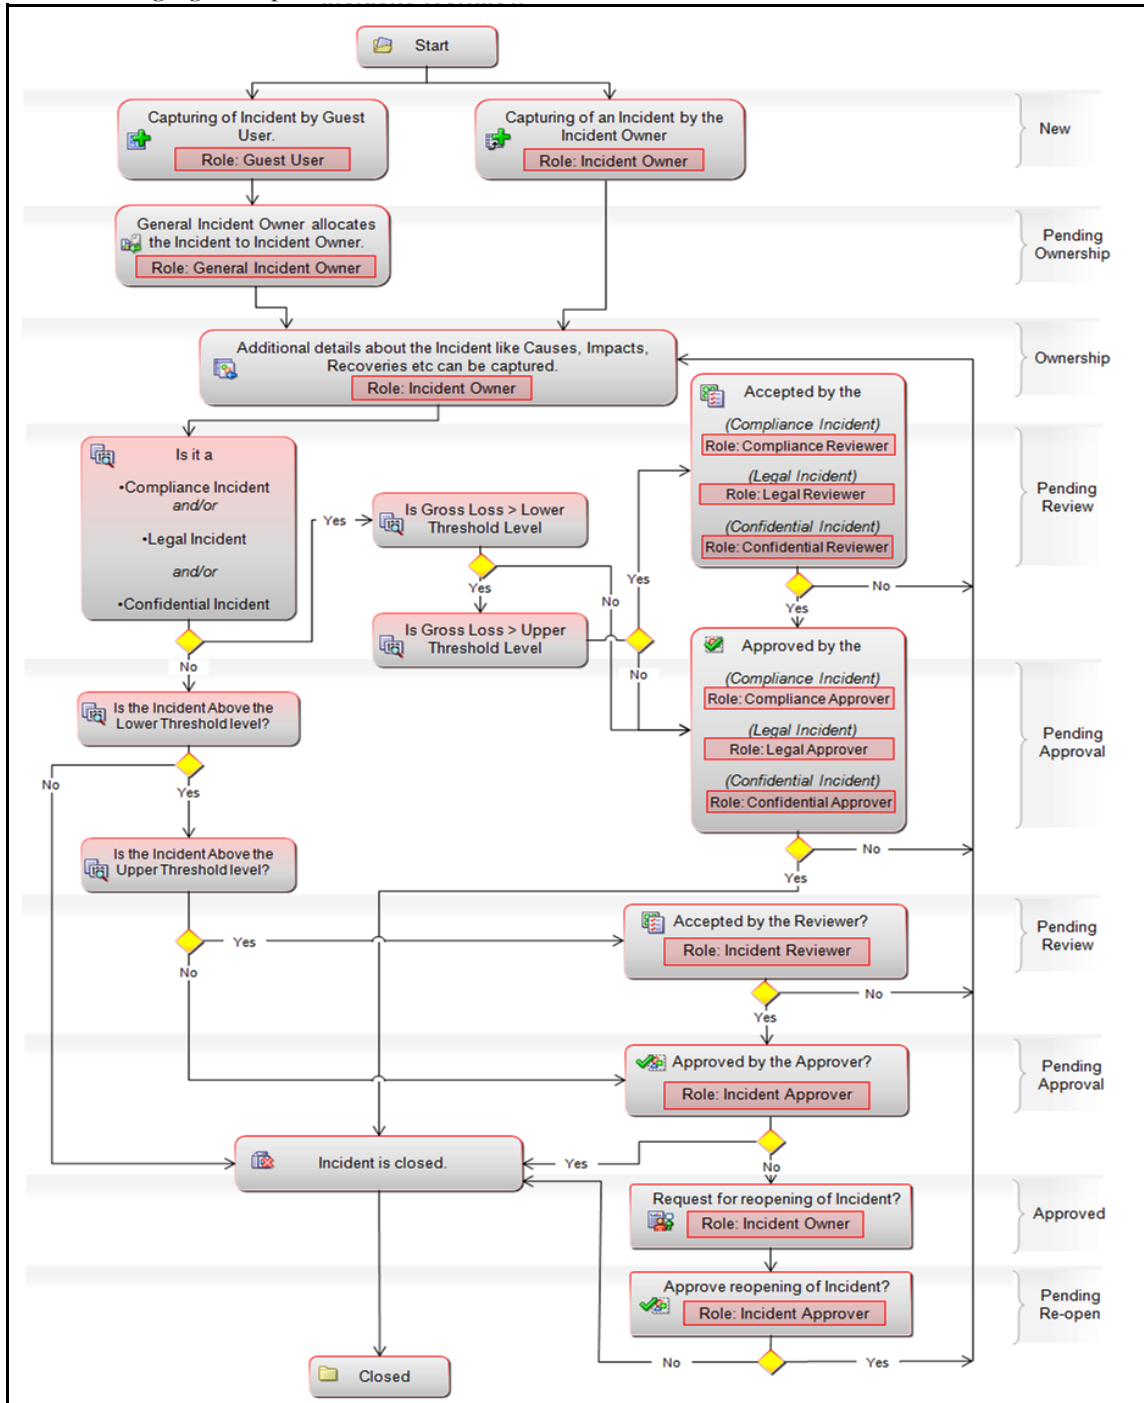 Start
Capturing of Incident by Guest
User.
Role: Guest User
Capturing of an Incident by the
Incident Owner
Role: Incident Owner
New
General Incident Owner allocates
the Incident to Incident Owner.
Role: General Incident Owner
Pending
Ownership
Additional details about the Incident like Causes, Impacts,
Recoveries etc can be captured.
Role: Incident Owner
Ownership
Is it a
•Compliance Incident
and/or
•Legal Incident
and/or
•Confidential Incident
Yes
Is Gross Loss > Lower
Threshold Level
Yes
No
Is Gross Loss > Upper
Threshold Level
Yes
No
Accepted by the
(Compliance Incident)
Role: Compliance Reviewer
(Legal Incident)
Role: Legal Reviewer
(Confidential Incident)
Role: Confidential Reviewer
No
Yes
Pending
Review
Approved by the
(Compliance Incident)
Role: Compliance Approver
(Legal Incident)
Role: Legal Approver
(Confidential Incident)
Role: Confidential Approver
No
Yes
Pending
Approval
No
Is the Incident Above the
Lower Threshold level?
No
Yes
Is the Incident Above the
Upper Threshold level?
Yes
No
Accepted by the Reviewer?
Role: Incident Reviewer
No
Yes
Pending
Review
Approved by the Approver?
Role: Incident Approver
Pending
Approval
Yes
No
Incident is closed.
Request for reopening of Incident?
Role: Incident Owner
Approved
Approve reopening of Incident?
Role: Incident Approver
Pending
Re-open
No
Yes
Closed